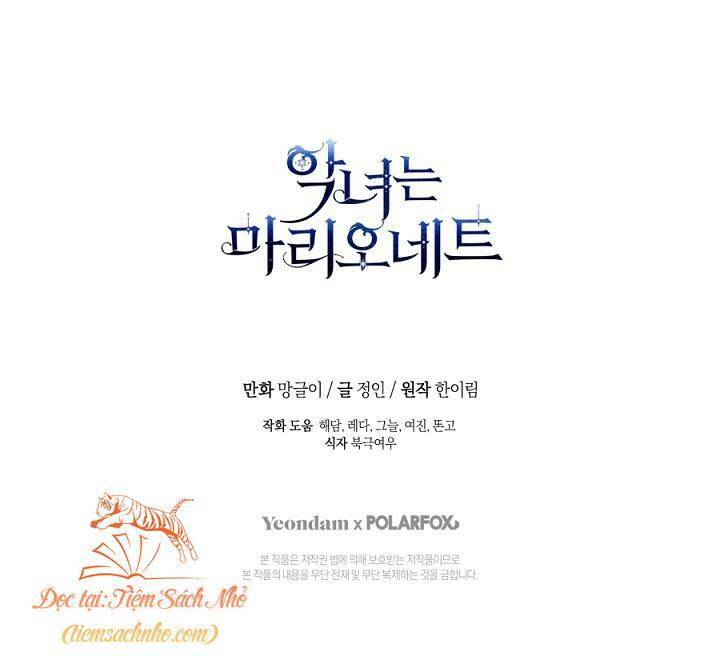 악녀는
마리오네트
만화 망글이 / 글 정인 / 원작 한이림
작화 도움 해담, 레다, 그늘, 여진, 뜬고
식자 북극여우
Yeondam x POLARFOX
본 작품은 저작권 법에 의해 보호받는 저작물이므로
본 작품의 내용을 무단 전재 및 무단 복제하는 것을 금합니다.
Đọc tại: Tiệm Sách Nhỏ
(tiemsachnho.com)